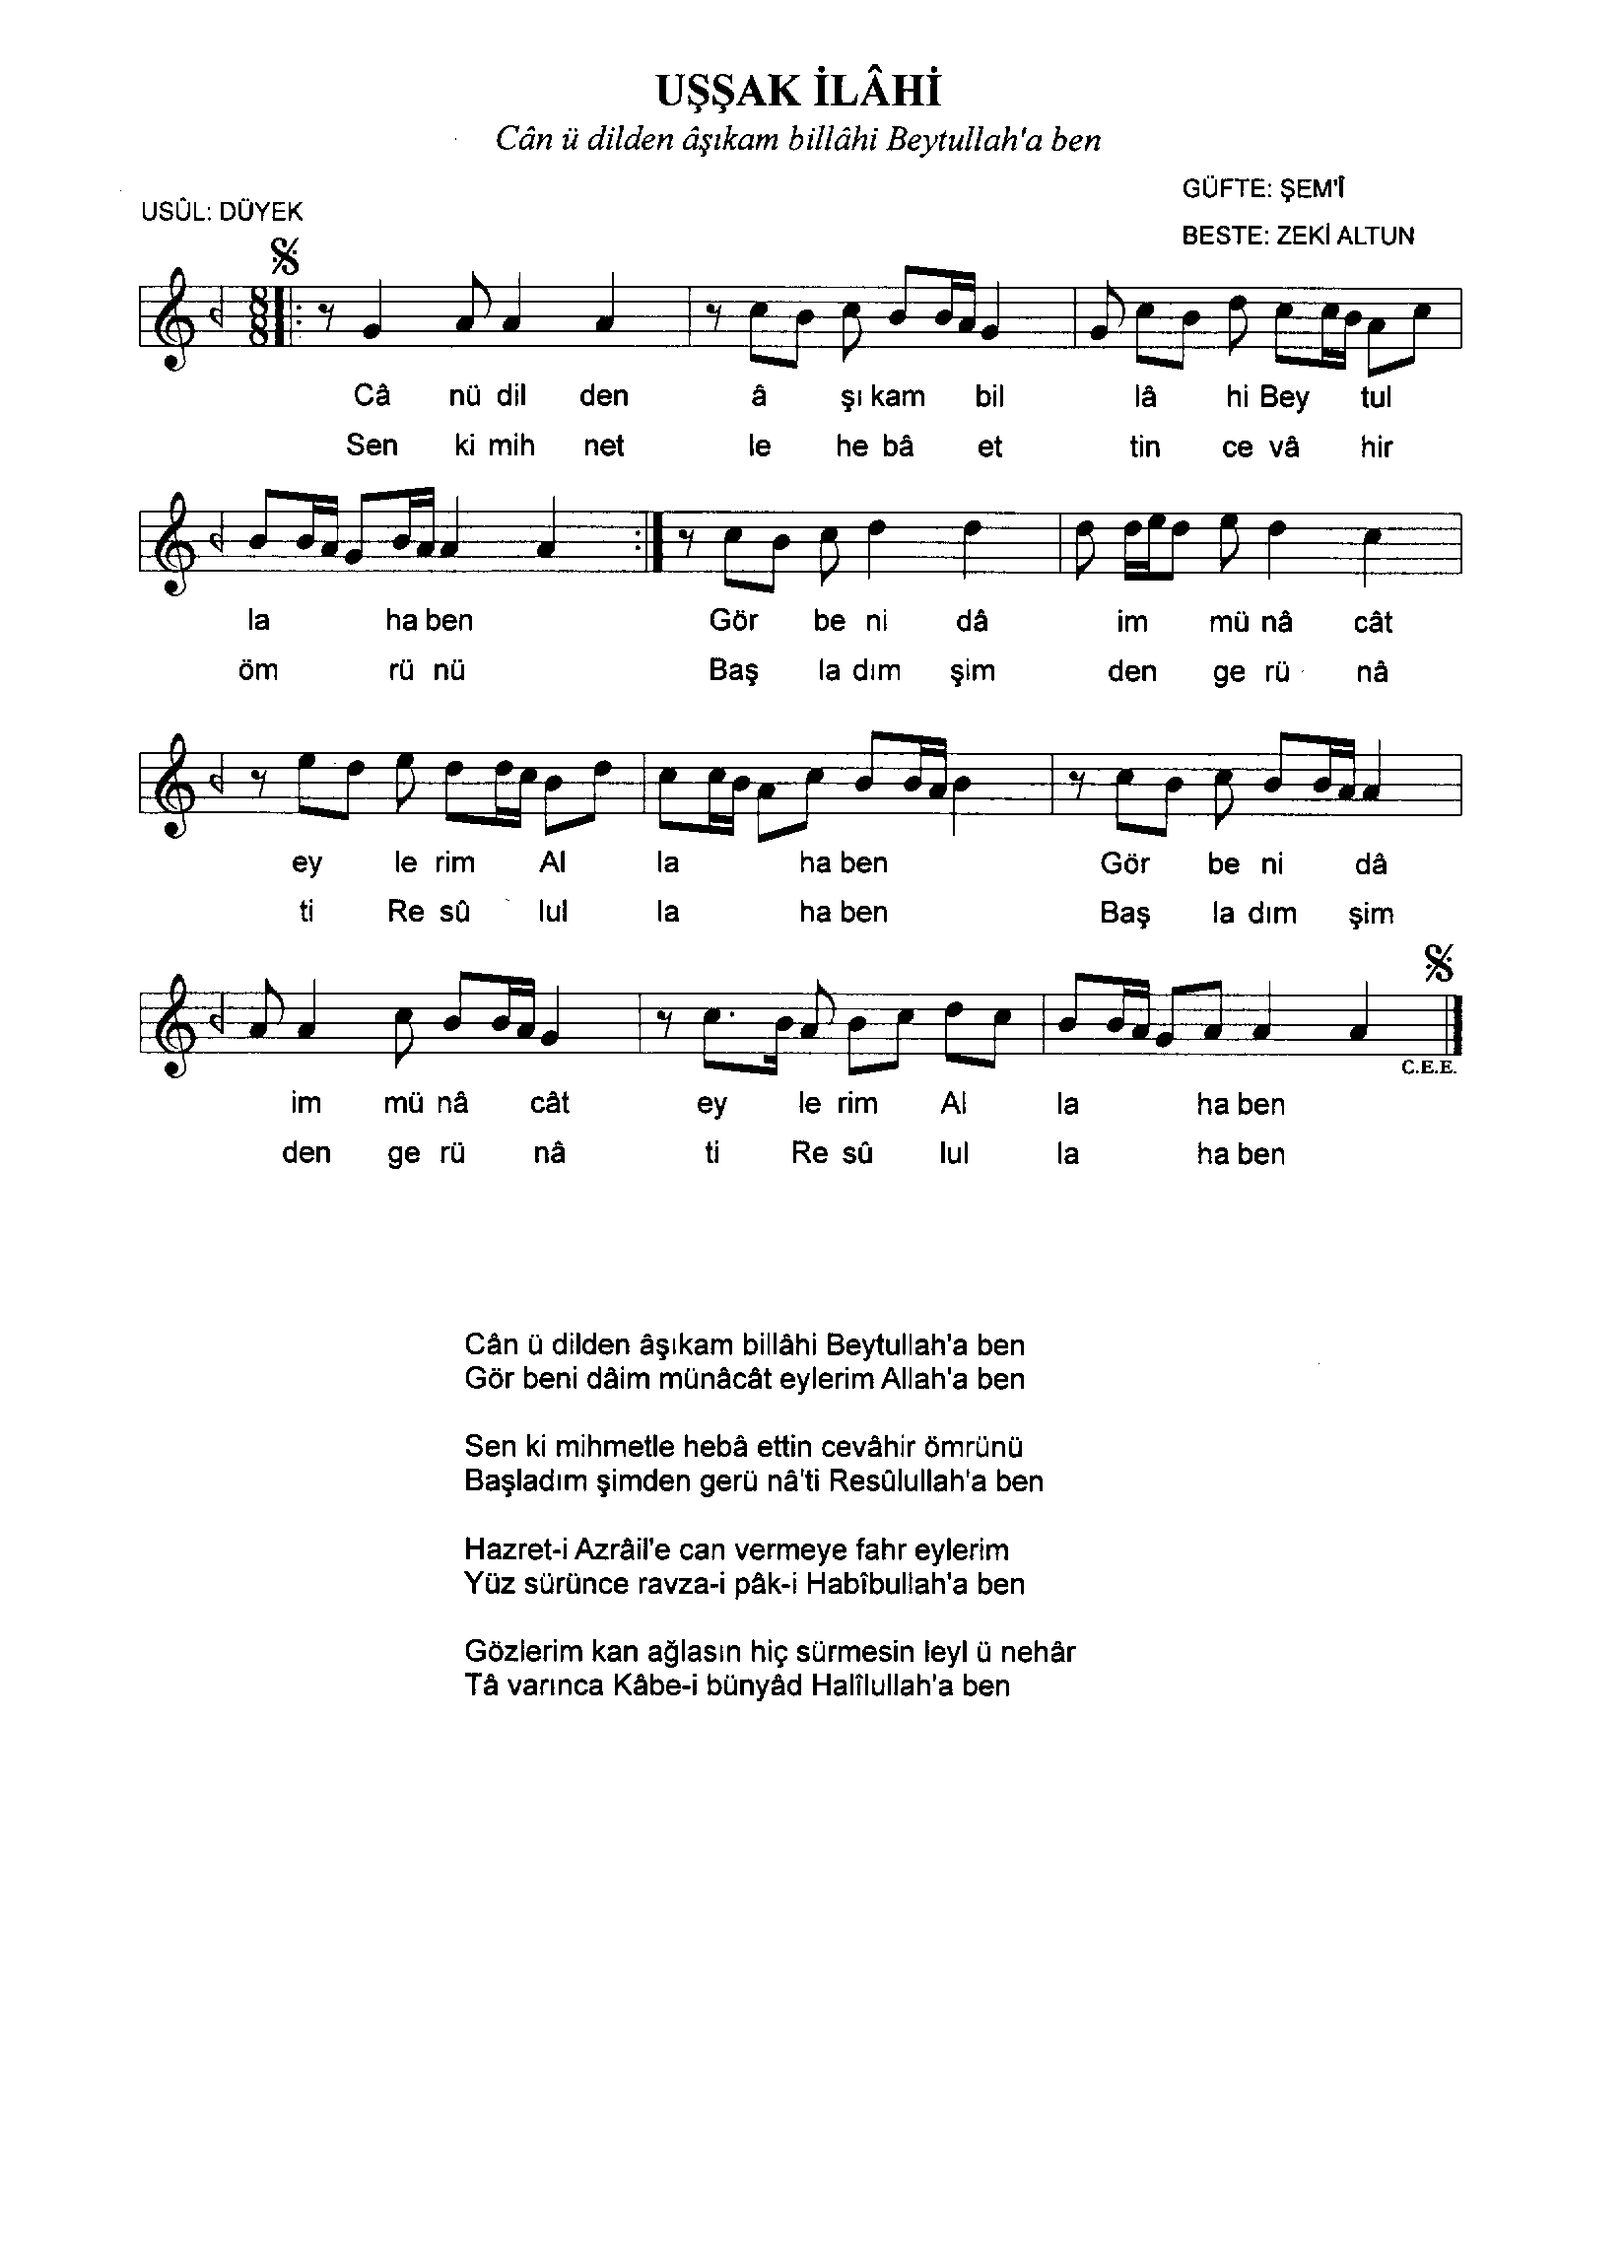 UŞŞAK İLÂHİ
Cân ü dilden âşıkam billâhi Beytullah'a ben
GÜFTE: ŞEM'Î
USÛL: DÜYEK
BESTE: ZEKİ ALTUN
8
8
Câ nü dil den â şı kam bil lâ hi Bey tul
Sen ki mih net le he bâ et tin ce vâ hir
la ha ben Gör be ni dâ im mü nâ cât
öm rü nü Baş la dım şim den ge rü nâ
ey le rim Al la ha ben Gör be ni dâ
ti Re sû lul la ha ben Baş la dım şim
C.E.E.
im mü nâ cât ey le rim Al la ha ben
den ge rü nâ ti Re sû lul la ha ben
Cân ü dilden âşıkam billâhi Beytullah'a ben
Gör beni dâim münâcât eylerim Allah'a ben
Sen ki mihmetle hebâ ettin cevâhir ömrünü
Başladım şimden gerü nâ'ti Resûlullah'a ben
Hazret-i Azrâil'e can vermeye fahr eylerim
Yüz sürünce ravza-i pâk-i Habîbullah'a ben
Gözlerim kan ağlasın hiç sürmesin leyl ü nehâr
Tâ varınca Kâbe-i bünyâd Halîlullah'a ben